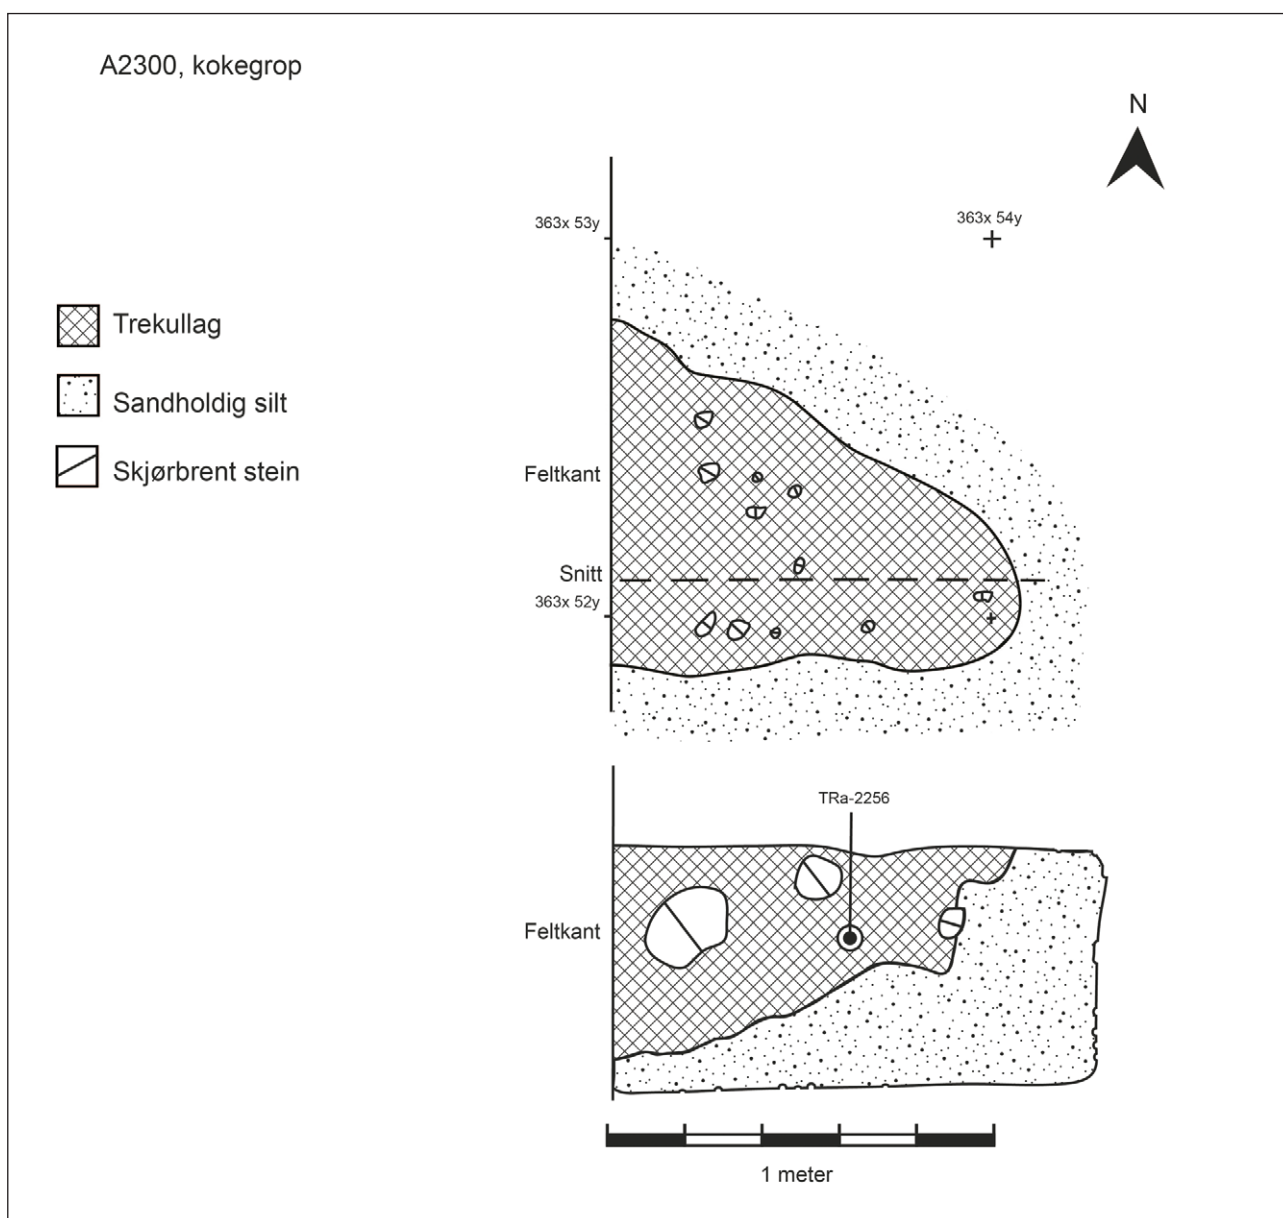 A2300, kokegrop
N
363x 53y
363x 54y
Trekullag
Sandholdig silt
Skjørbrent stein
Feltkant
Snitt
363x 52y
TRa-2256
Feltkant
1 meter